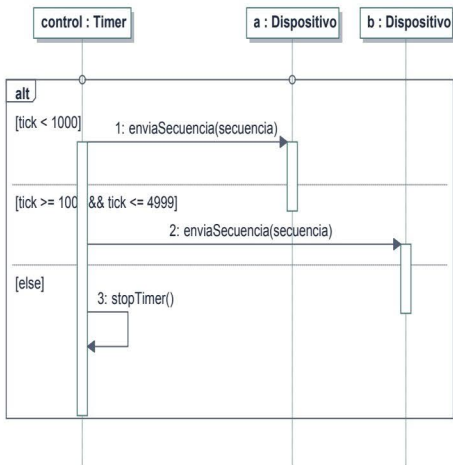 control : Timer
a : Dispositivo
b : Dispositivo
alt
[tick < 1000]
1: enviaSecuencia(secuencia)
[tick >= 100 && tick <= 4999]
2: enviaSecuencia(secuencia)
[else]
3: stopTimer()